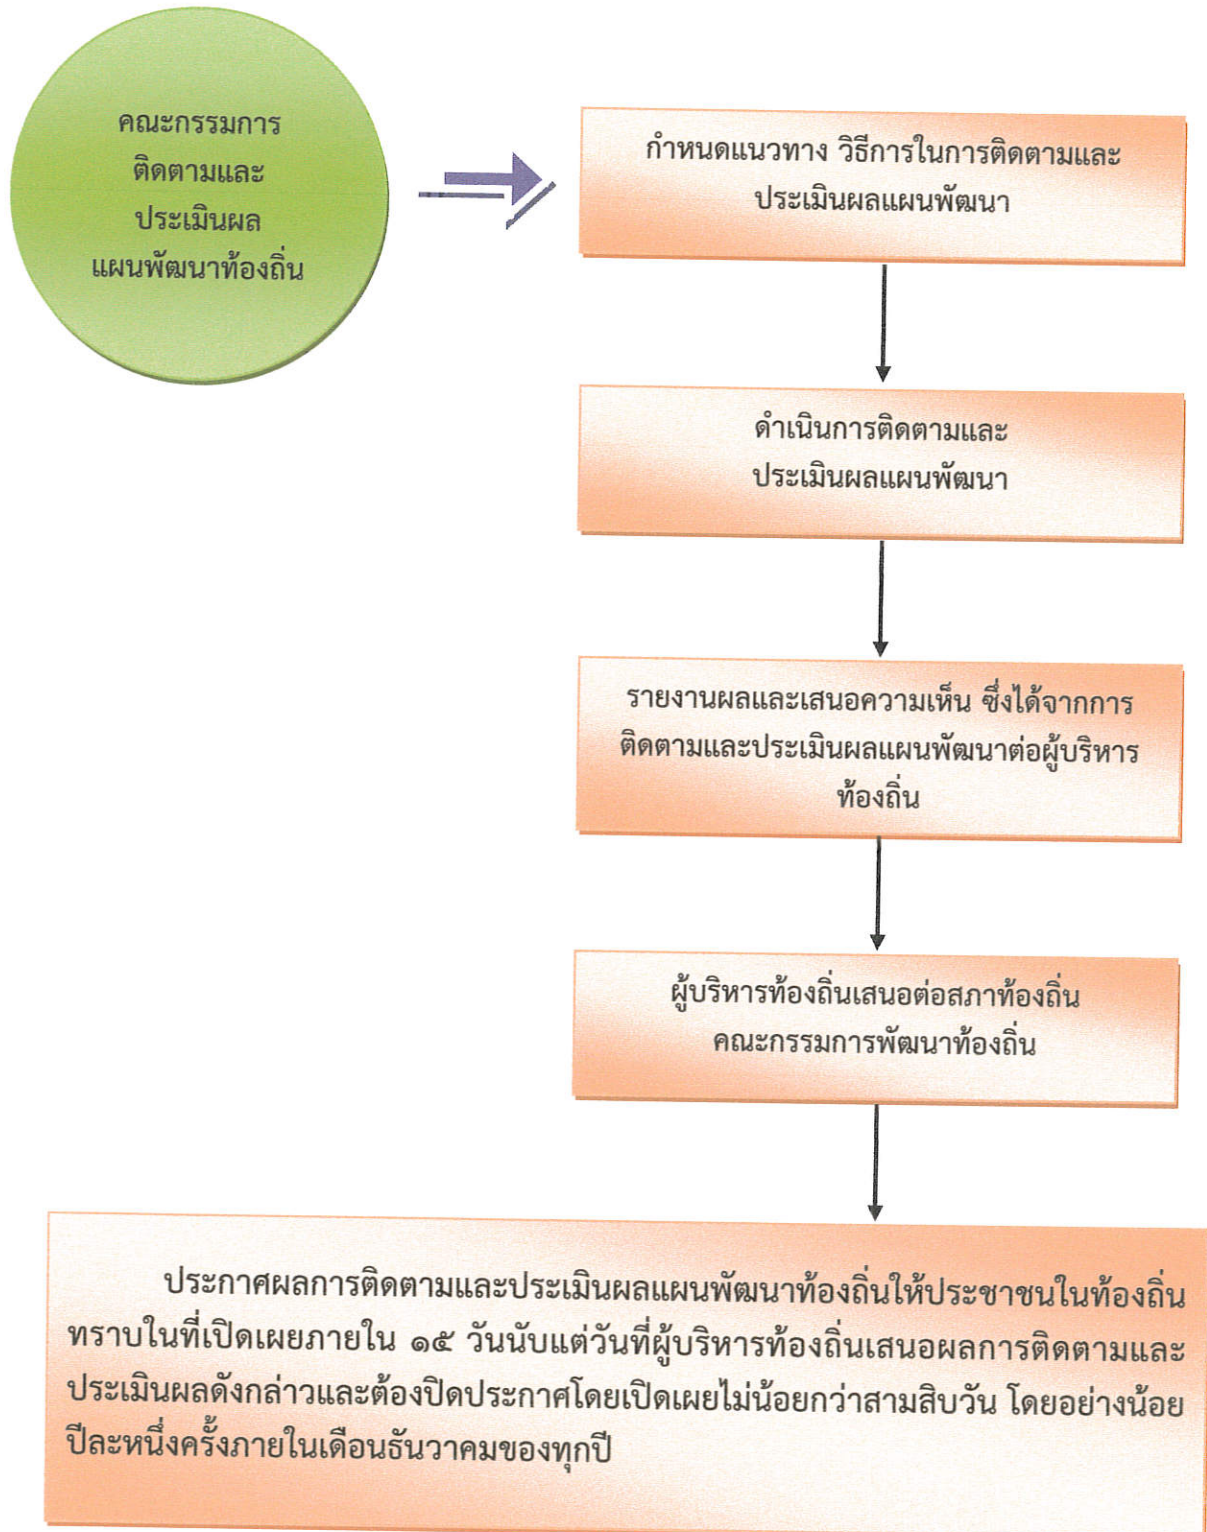 คณะกรรมการ
ติดตามและ
ประเมินผล
แผนพัฒนาท้องถิ่น
กำหนดแนวทาง วิธีการในการติดตามและ
ประเมินผลแผนพัฒนา
ดำเนินการติดตามและ
ประเมินผลแผนพัฒนา
รายงานผลและเสนอความเห็น ซึ่งได้จากการ
ติดตามและประเมินผลแผนพัฒนาต่อผู้บริหาร
ท้องถิ่น
ผู้บริหารท้องถิ่นเสนอต่อสภาท้องถิ่น
คณะกรรมการพัฒนาท้องถิ่น
ประกาศผลการติดตามและประเมินผลแผนพัฒนาท้องถิ่นให้ประชาชนในท้องถิ่น
ทราบในที่เปิดเผยภายใน ๑๕ วันนับแต่วันที่ผู้บริหารท้องถิ่นเสนอผลการติดตามและ
ประเมินผลดังกล่าวและต้องปิดประกาศโดยเปิดเผยไม่น้อยกว่าสามสิบวัน โดยอย่างน้อย
ปีละหนึ่งครั้งภายในเดือนธันวาคมของทุกปี